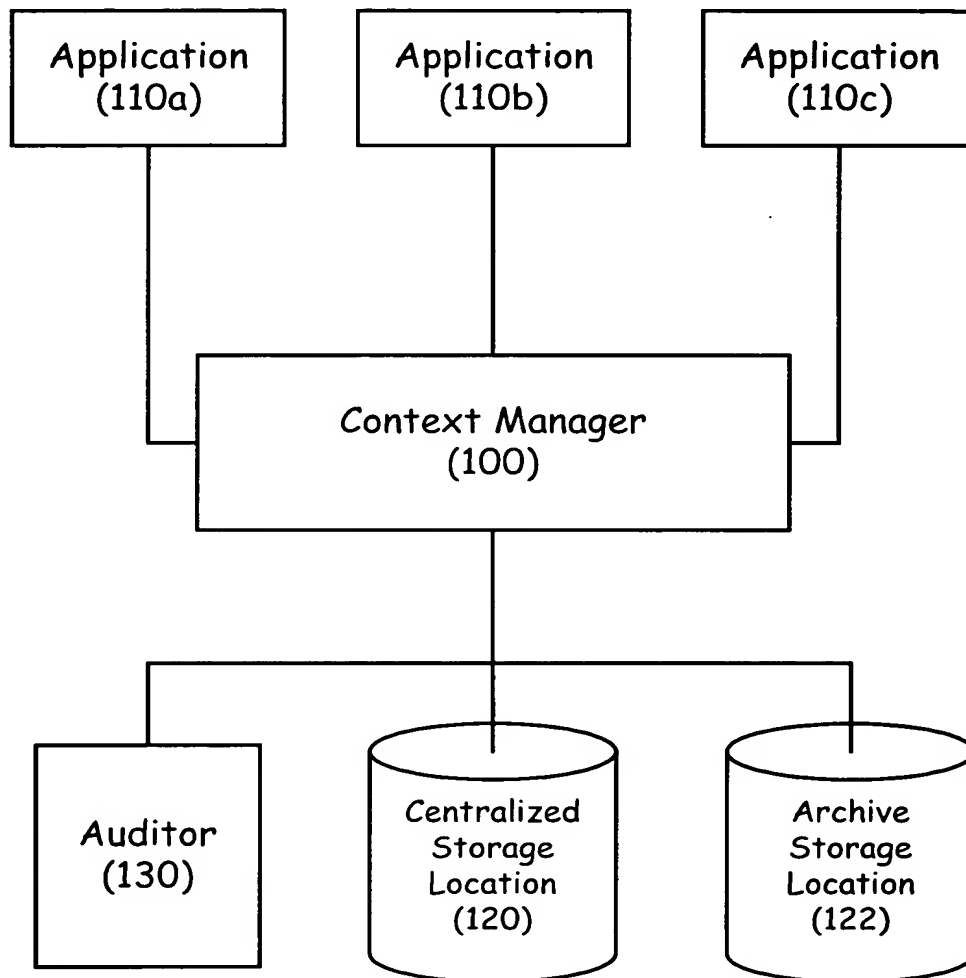 Application
(110a)
Application
(110b)
Application
(110c)
Context Manager
(100)
Auditor
(130)
Centralized
Storage
Location
(120)
Archive
Storage
Location
(122)